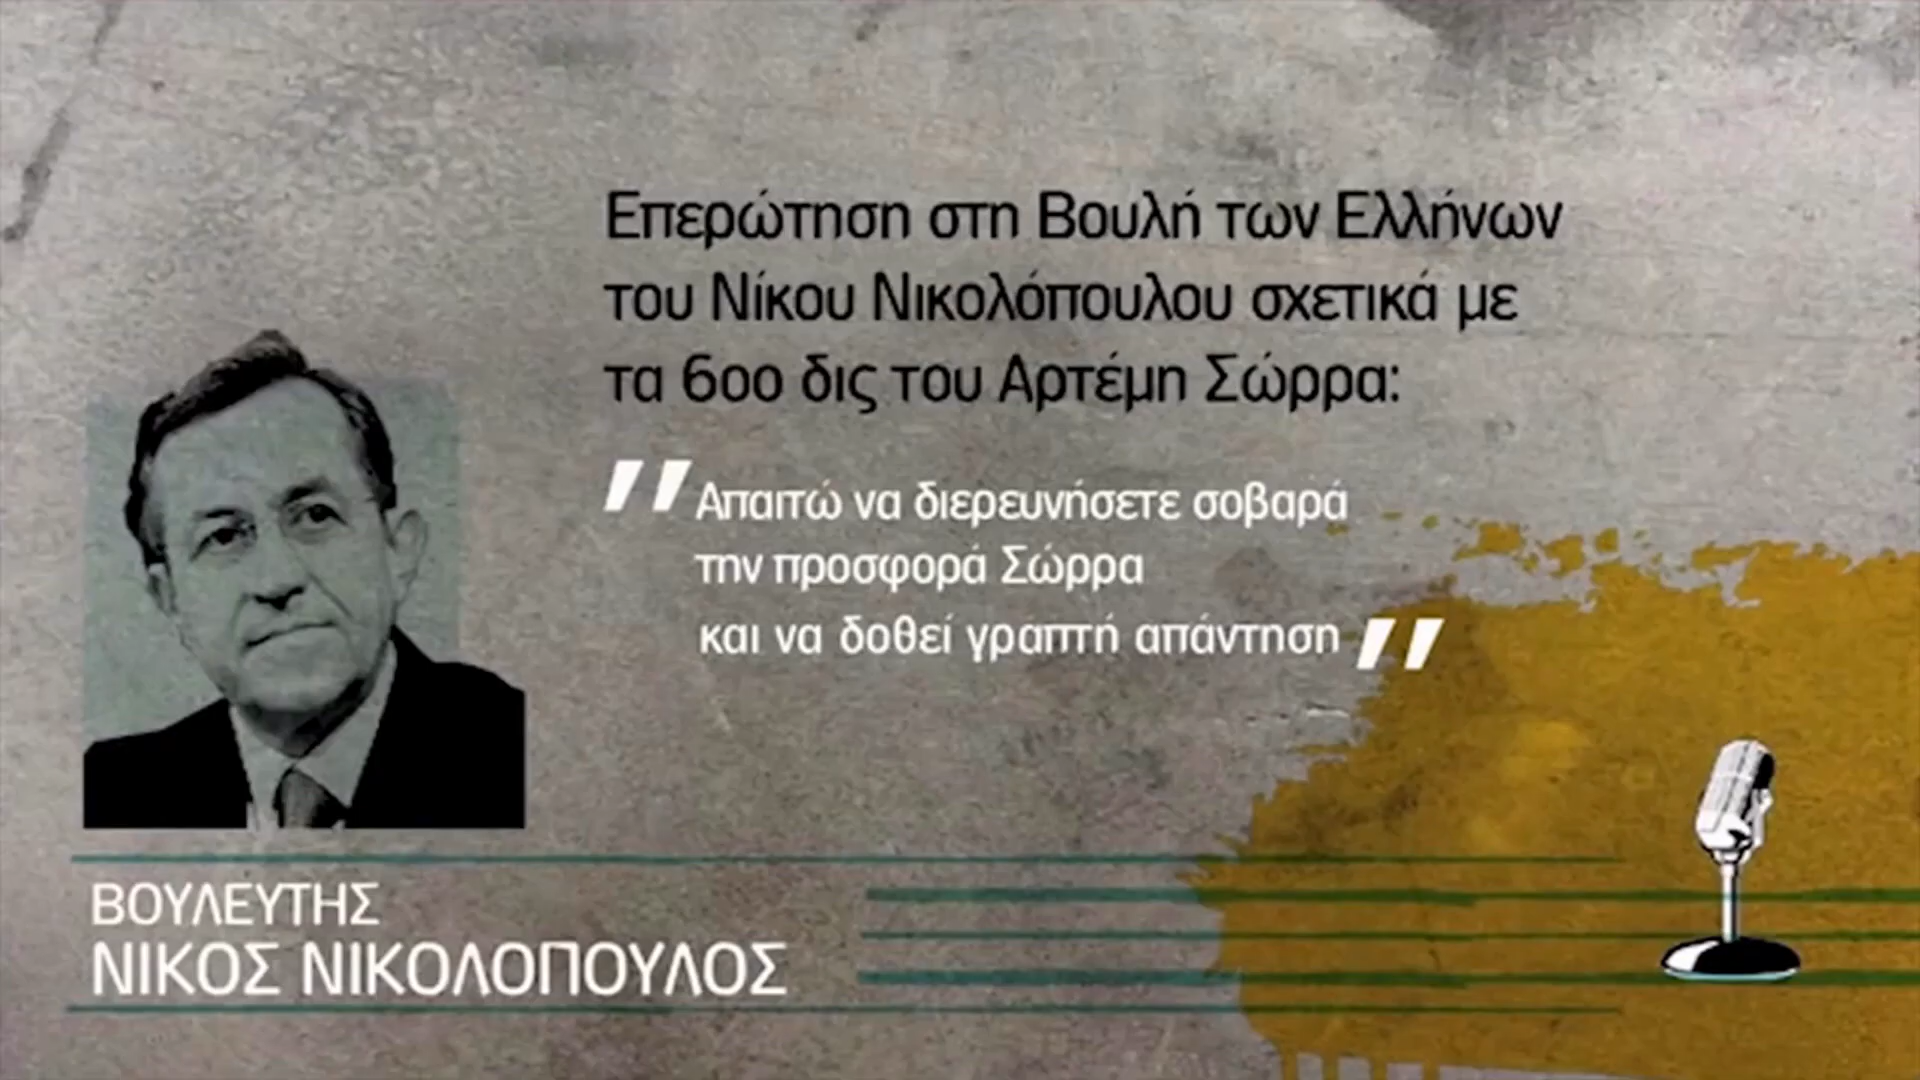 Επερώτηση στη Βουλή των Ελλήνων
του Νίκου Νικολόπουλου σχετικά με
τα 600 δις του Αρτέμη Σώρρα:
"Απαιτώ να διερευνήσετε σοβαρά
την προσφορά Σώρρα
και να δοθεί γραπτή απάντηση"
ΒΟΥΛΕΥΤΗΣ
ΝΙΚΟΣ ΝΙΚΟΛΟΠΟΥΛΟΣ